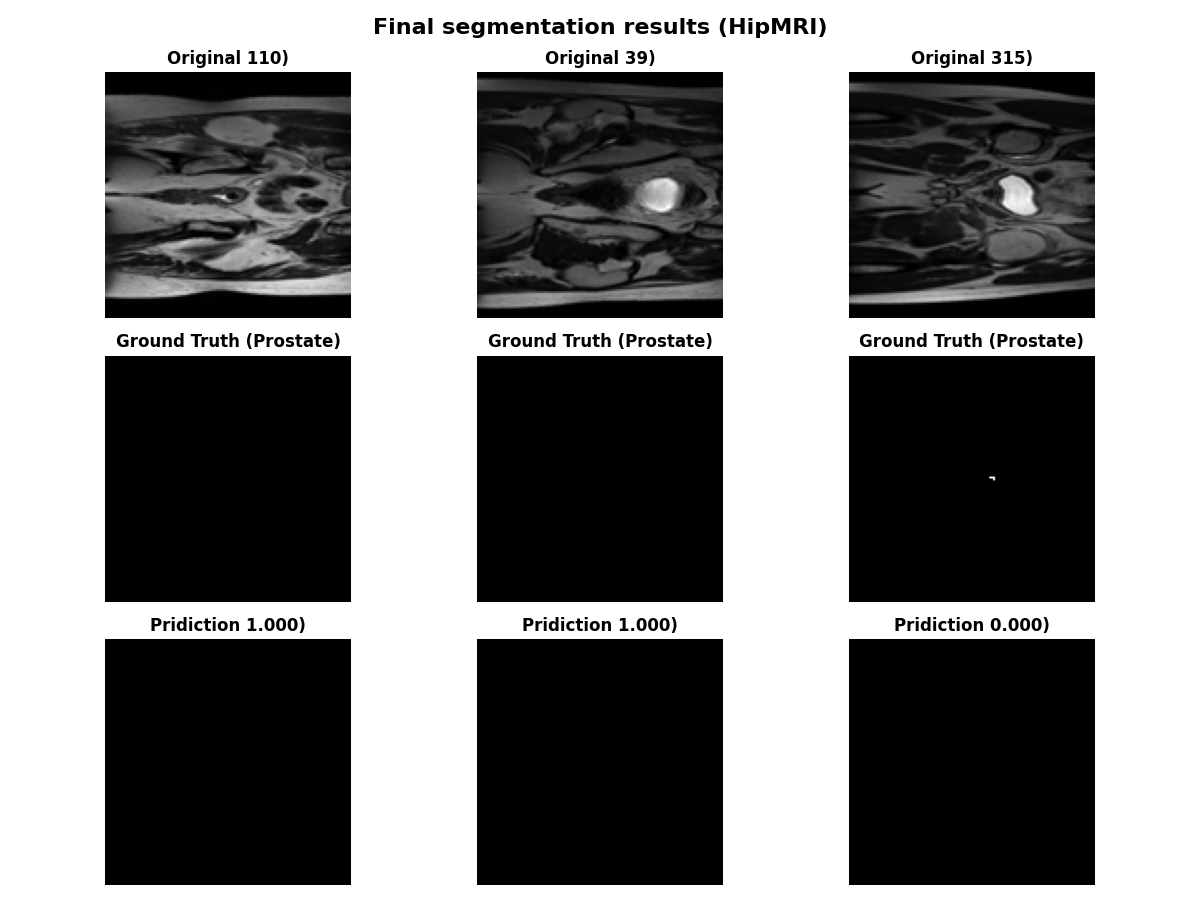 Final segmentation results (HipMRI)
Original 110)
Original 39)
Original 315)
Ground Truth (Prostate)
Ground Truth (Prostate)
Ground Truth (Prostate)
Pridiction 1.000)
Pridiction 1.000)
Pridiction 0.000)